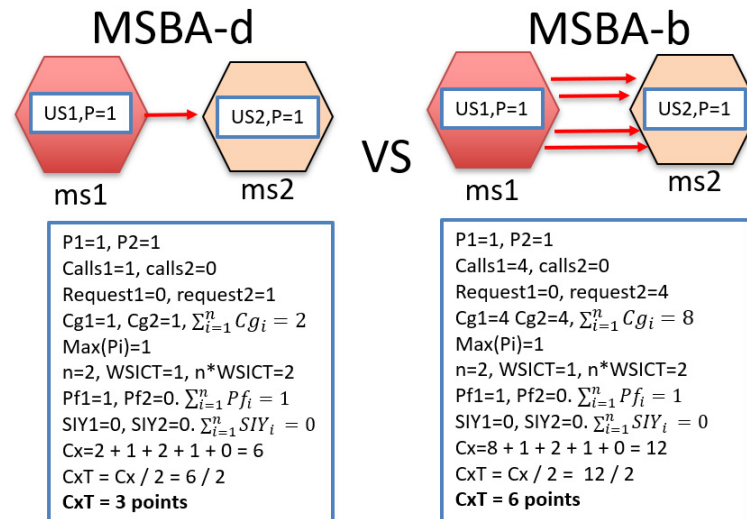 MSBA-d
MSBA-b
US1,P=1
US2,P=1
ms1
ms2
VS
US1,P=1
US2,P=1
ms1
ms2
P1=1, P2=1
Calls1=1, calls2=0
Request1=0, request2=1
Cg1=1, Cg2=1, ∑ⁿᵢ₌₁ Cgᵢ = 2
Max(Pi)=1
n=2, WSICT=1, n*WSICT=2
Pf1=1, Pf2=0. ∑ⁿᵢ₌₁ Pfᵢ = 1
SIY1=0, SIY2=0. ∑ⁿᵢ₌₁ SIYᵢ = 0
Cx=2 + 1 + 2 + 1 + 0 = 6
CxT = Cx / 2 = 6 / 2
CxT = 3 points
P1=1, P2=1
Calls1=4, calls2=0
Request1=0, request2=4
Cg1=4 Cg2=4, ∑ⁿᵢ₌₁ Cgᵢ = 8
Max(Pi)=1
n=2, WSICT=1, n*WSICT=2
Pf1=1, Pf2=0. ∑ⁿᵢ₌₁ Pfᵢ = 1
SIY1=0, SIY2=0. ∑ⁿᵢ₌₁ SIYᵢ = 0
Cx=8 + 1 + 2 + 1 + 0 = 12
CxT = Cx / 2 = 12 / 2
CxT = 6 points